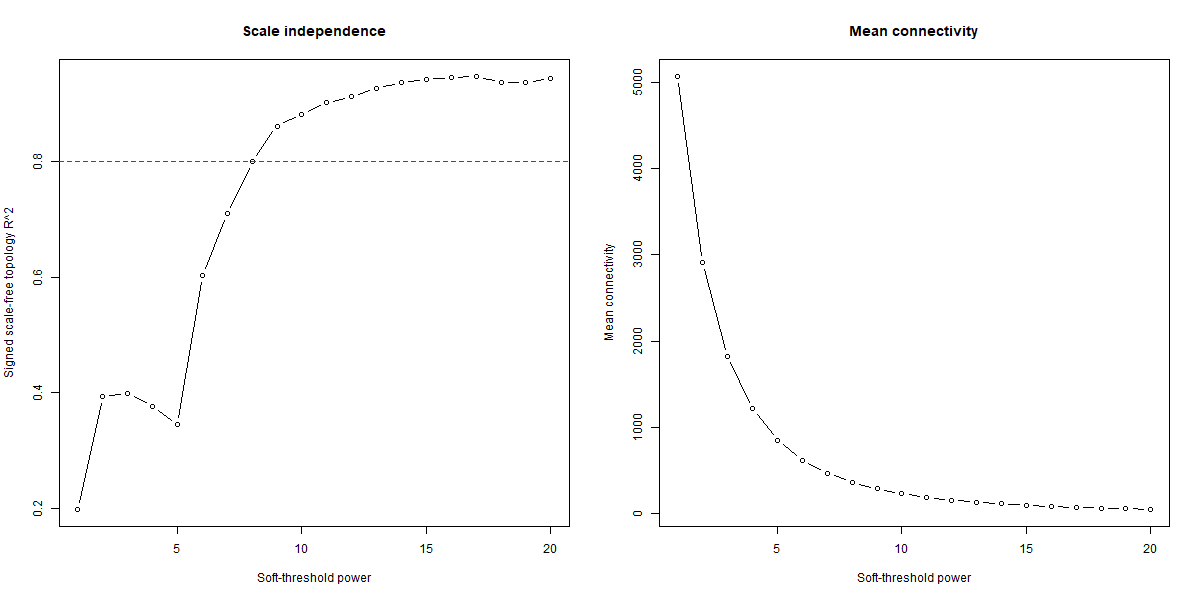 Scale independence
Signed scale-free topology R^2
0.8
0.6
0.4
0.2
5 10 15 20
Soft-threshold power
Mean connectivity
Mean connectivity
5000
4000
3000
2000
1000
0
5 10 15 20
Soft-threshold power